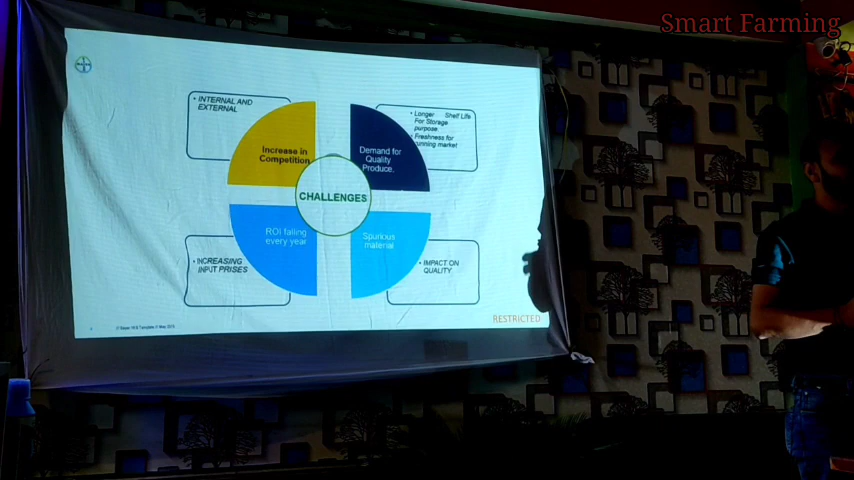 Smart Farming
• INTERNAL AND
EXTERNAL
Increase in
Competition
Demand for
Quality
Produce.
• Longer Shelf Life
For Storage
purpose
• Freshness for
running market
CHALLENGES
ROI falling
every year
Spurious
material
• INCREASING
INPUT PRISES
• IMPACT ON
QUALITY
RESTRICTED